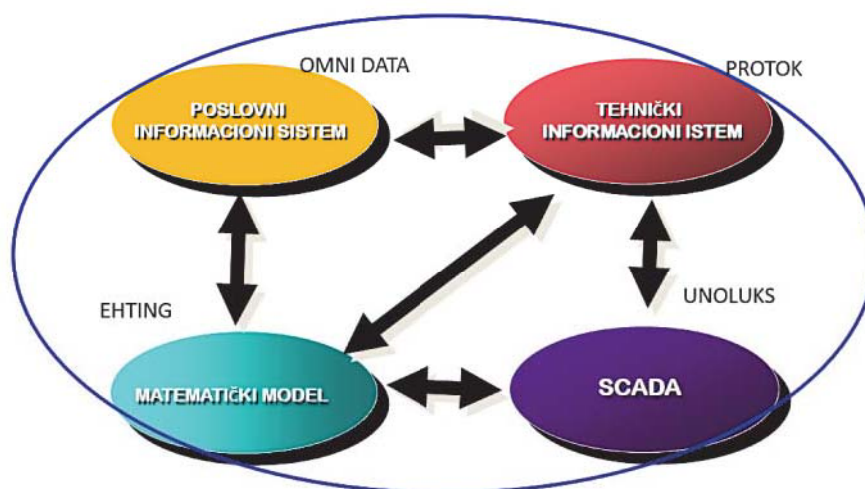 OMNI DATA
PROTOK
POSLOVNI
INFORMACIONI SISTEM
TEHNIČKI
INFORMACIONI ISTEM
EHTING
UNOLUKS
MATEMATIČKI MODEL
SCADA